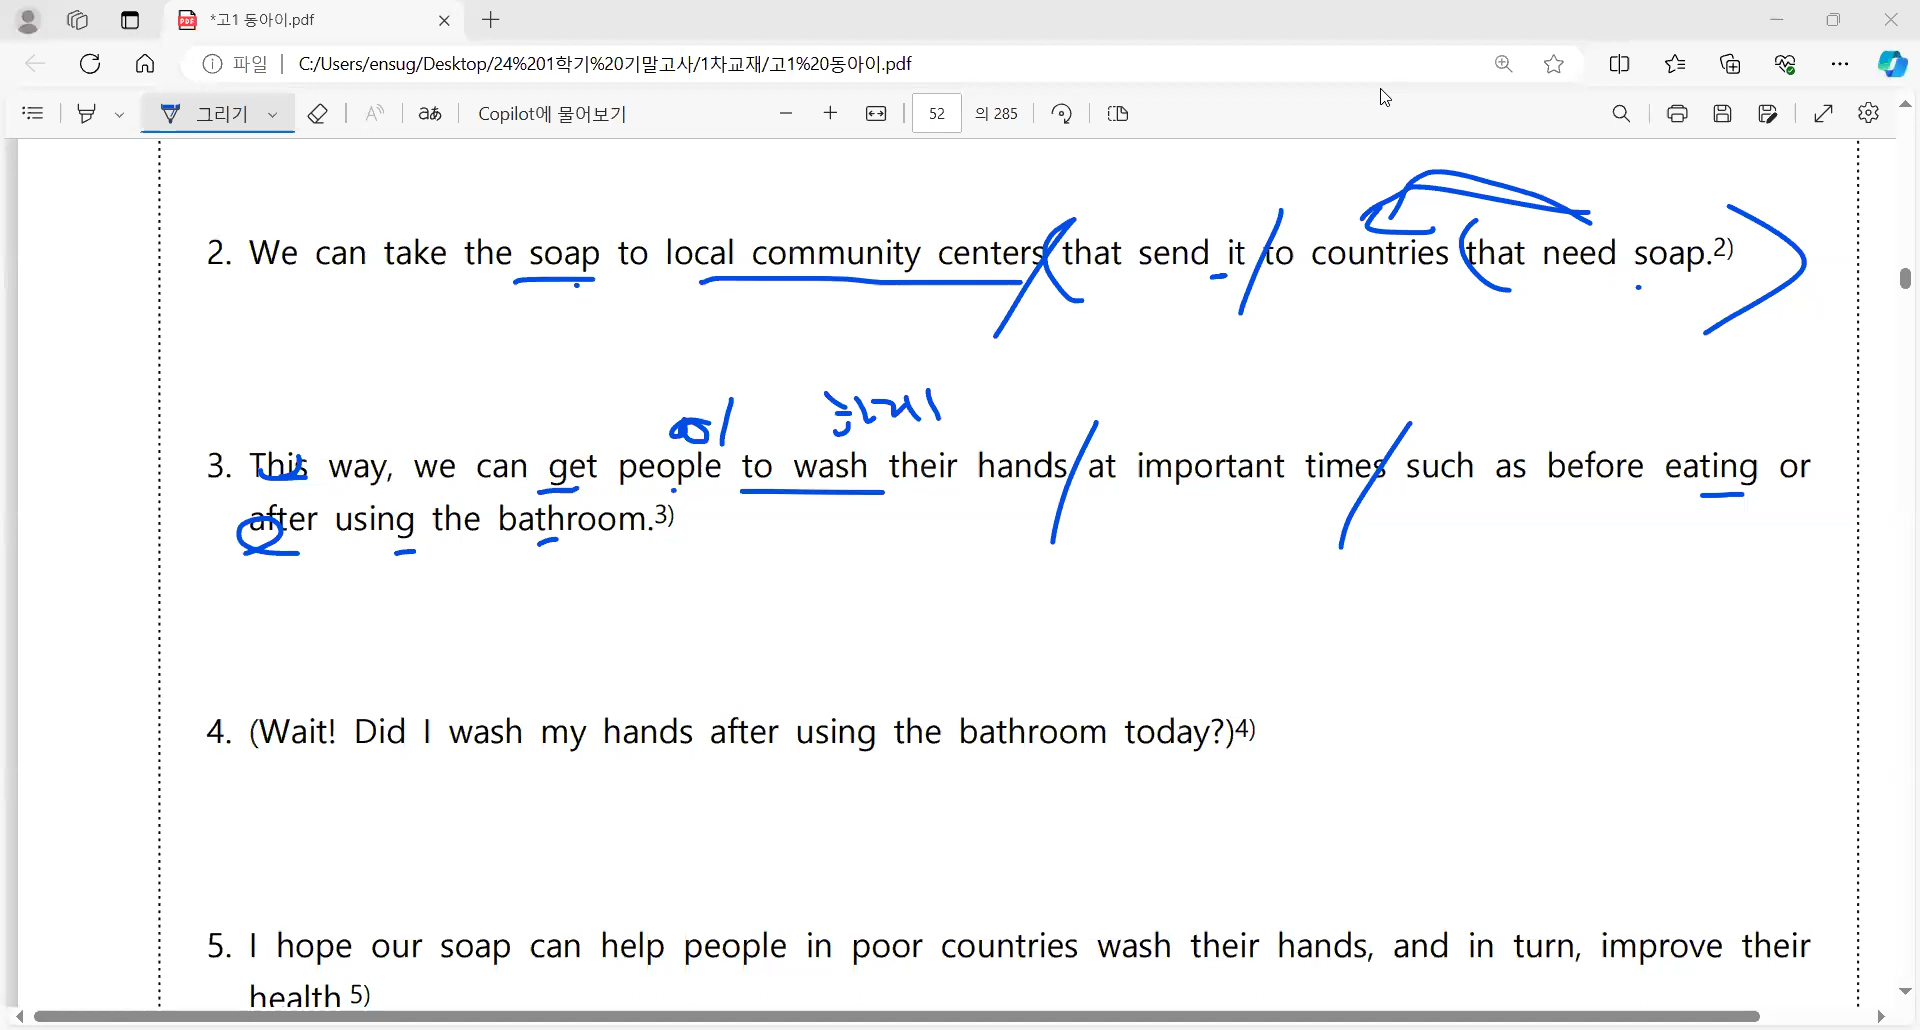 *고1 동아이.pdf
파일 C:/Users/ensug/Desktop/24%201학기%20기말고사/1차교재/고1%20동아이.pdf
그리기 aあ Copilot에 물어보기 52 의 285
2. We can take the soap to local community centers that send it to countries that need soap.2)
3. This way, we can get people to wash their hands at important times such as before eating or
after using the bathroom.3)
4. (Wait! Did I wash my hands after using the bathroom today?)4)
5. I hope our soap can help people in poor countries wash their hands, and in turn, improve their
health 5)